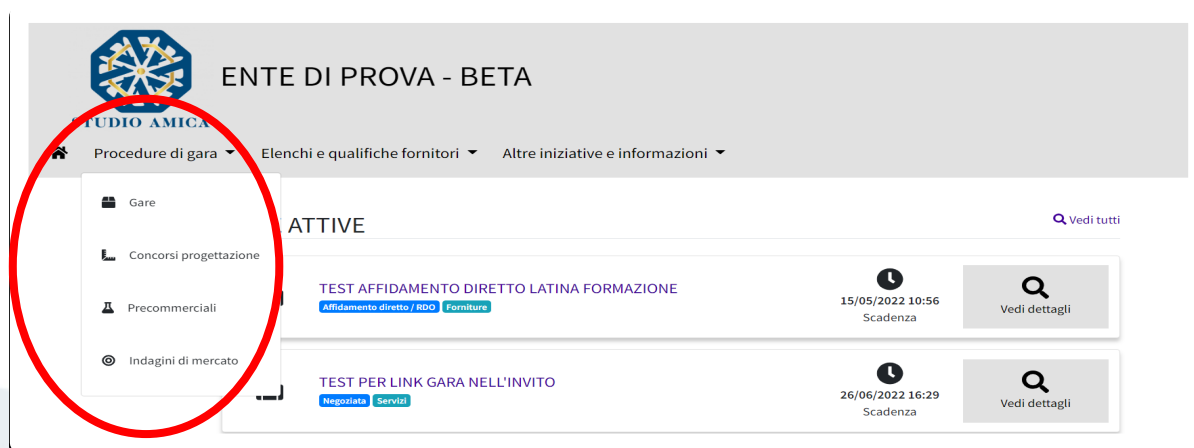 ENTE DI PROVA - BETA
STUDIO AMICA
Procedure di gara Elenchi e qualifiche fornitori Altre iniziative e informazioni
Gare
Concorsi progettazione
Precommerciali
Indagini di mercato
ATTIVE
Vedi tutti
TEST AFFIDAMENTO DIRETTO LATINA FORMAZIONE
Affidamento diretto / RDO Forniture
15/05/2022 10:56
Scadenza
Vedi dettagli
TEST PER LINK GARA NELL'INVITO
Negoziata Servizi
26/06/2022 16:29
Scadenza
Vedi dettagli